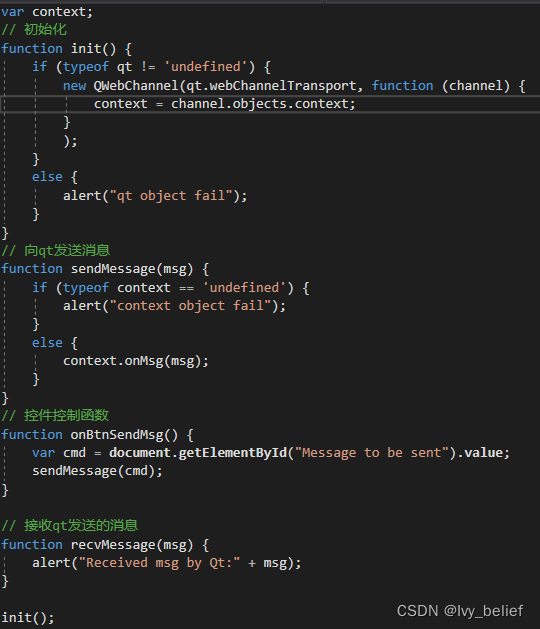 var context;
// 初始化
function init() {
    if (typeof qt != 'undefined') {
        new QWebChannel(qt.webChannelTransport, function (channel) {
            context = channel.objects.context;
        }
        );
    }
    else {
        alert("qt object fail");
    }
}
// 向qt发送消息
function sendMessage(msg) {
    if (typeof context == 'undefined') {
        alert("context object fail");
    }
    else {
        context.onMsg(msg);
    }
}
// 控件控制函数
function onBtnSendMsg() {
    var cmd = document.getElementById("Message to be sent").value;
    sendMessage(cmd);
}

// 接收qt发送的消息
function recvMessage(msg) {
    alert("Received msg by Qt:" + msg);
}

init();
CSDN @Ivy_belief